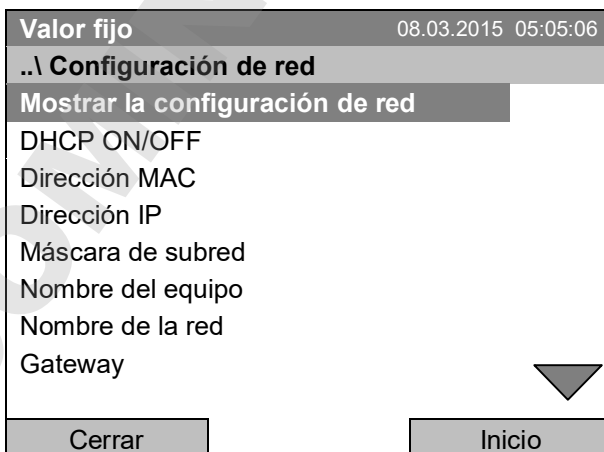 Valor fijo 08.03.2015 05:05:06
..\ Configuración de red
Mostrar la configuración de red
DHCP ON/OFF
Dirección MAC
Dirección IP
Máscara de subred
Nombre del equipo
Nombre de la red
Gateway
Cerrar Inicio